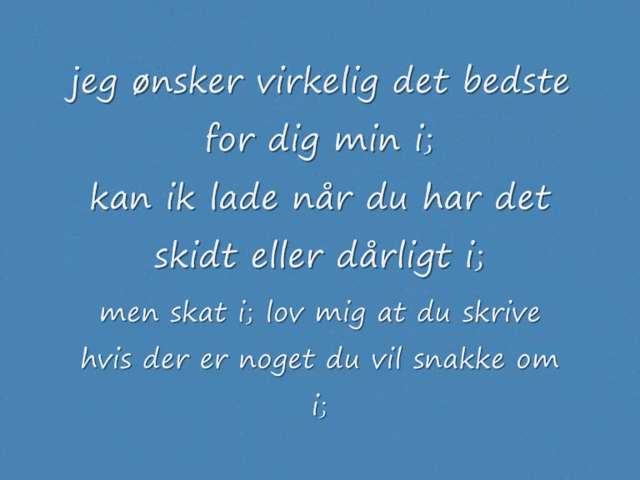 jeg ønsker virkelig det bedste
for dig min i;
kan ik lade når du har det
skidt eller dårligt i;
men skat i; lov mig at du skrive
hvis der er noget du vil snakke om
i;